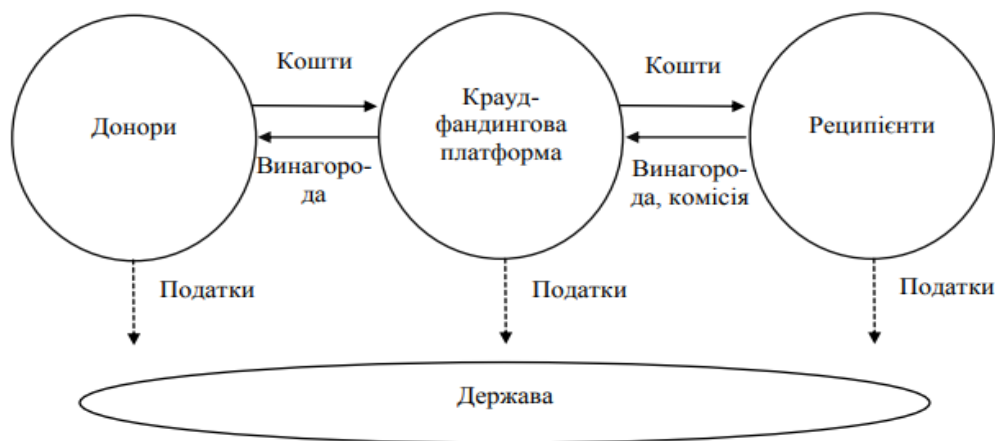 Кошти
Кошти
Донори
Крауд-
фандингова
платформа
Реципієнти
Винагоро-
да
Винагоро-
да, комісія
Податки
Податки
Податки
Держава